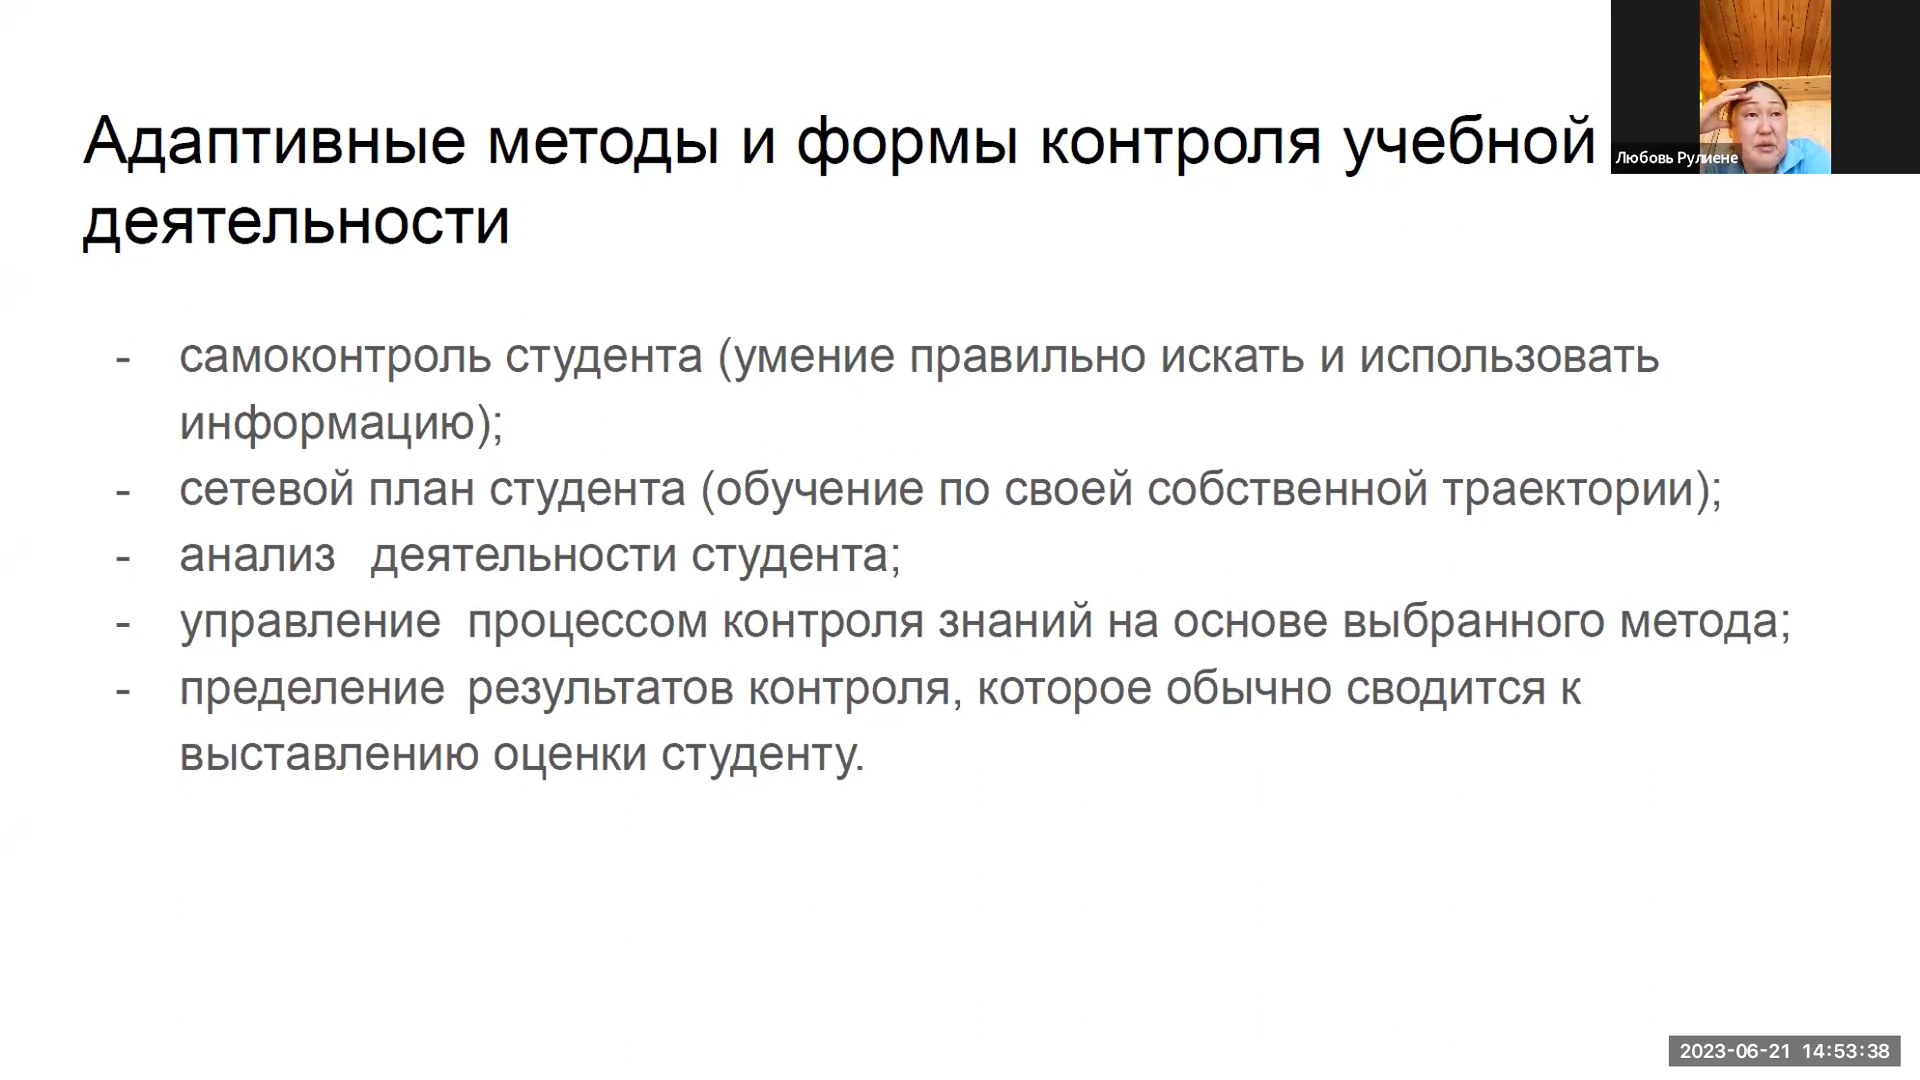 Адаптивные методы и формы контроля учебной
деятельности
Любовь Рулиене
- самоконтроль студента (умение правильно искать и использовать
информацию);
- сетевой план студента (обучение по своей собственной траектории);
- анализ деятельности студента;
- управление процессом контроля знаний на основе выбранного метода;
- пределение результатов контроля, которое обычно сводится к
выставлению оценки студенту.
2023-06-21 14:53:38